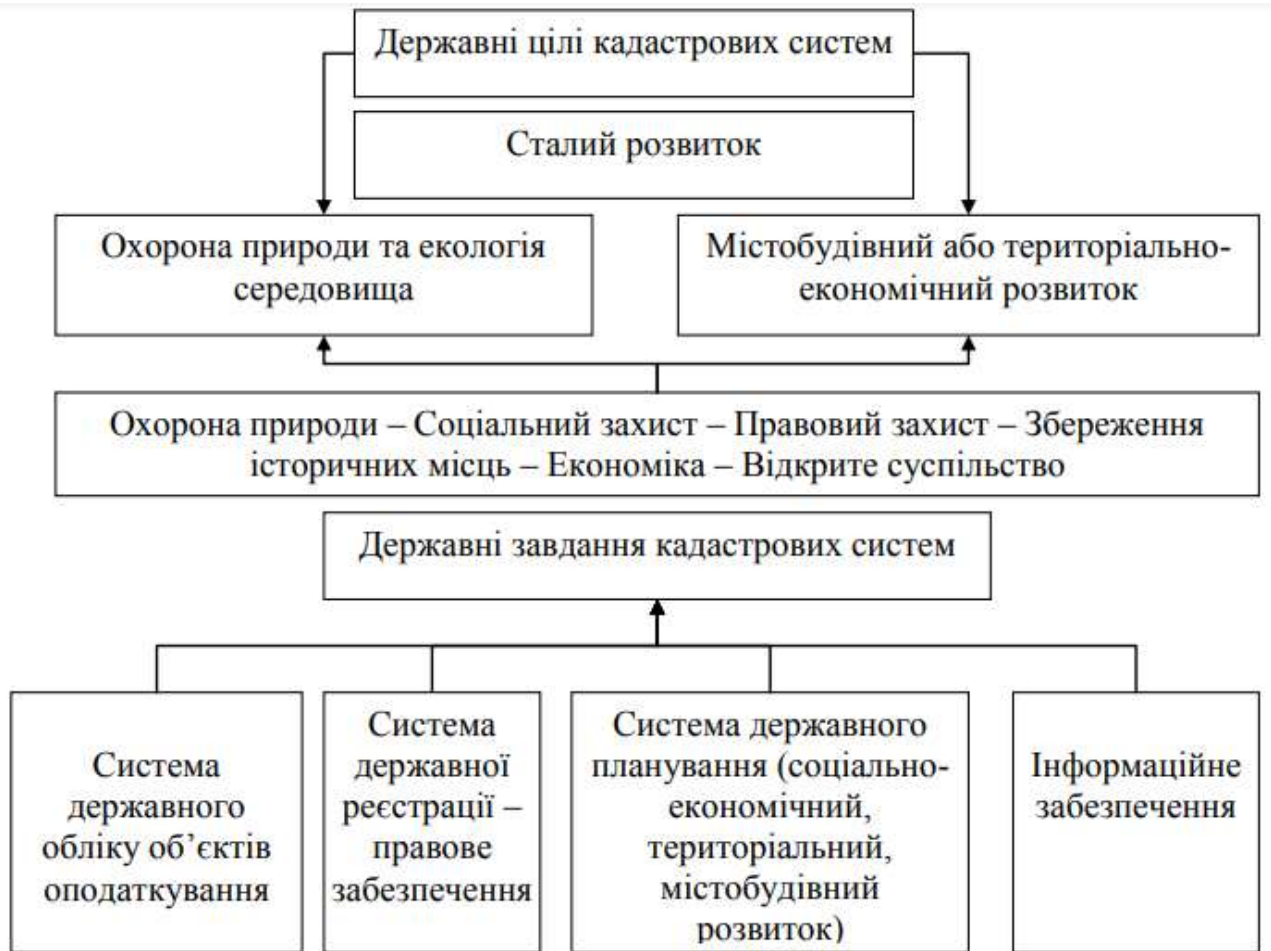 Державні цілі кадастрових систем
Сталий розвиток
Охорона природи та екологія
середовища
Містобудівний або територіально-
економічний розвиток
Охорона природи – Соціальний захист – Правовий захист – Збереження
історичних місць – Економіка – Відкрите суспільство
Державні завдання кадастрових систем
Система
державного
обліку об’єктів
оподаткування
Система
державної
реєстрації –
правове
забезпечення
Система державного
планування (соціально-
економічний,
територіальний,
містобудівний
розвиток)
Інформаційне
забезпечення